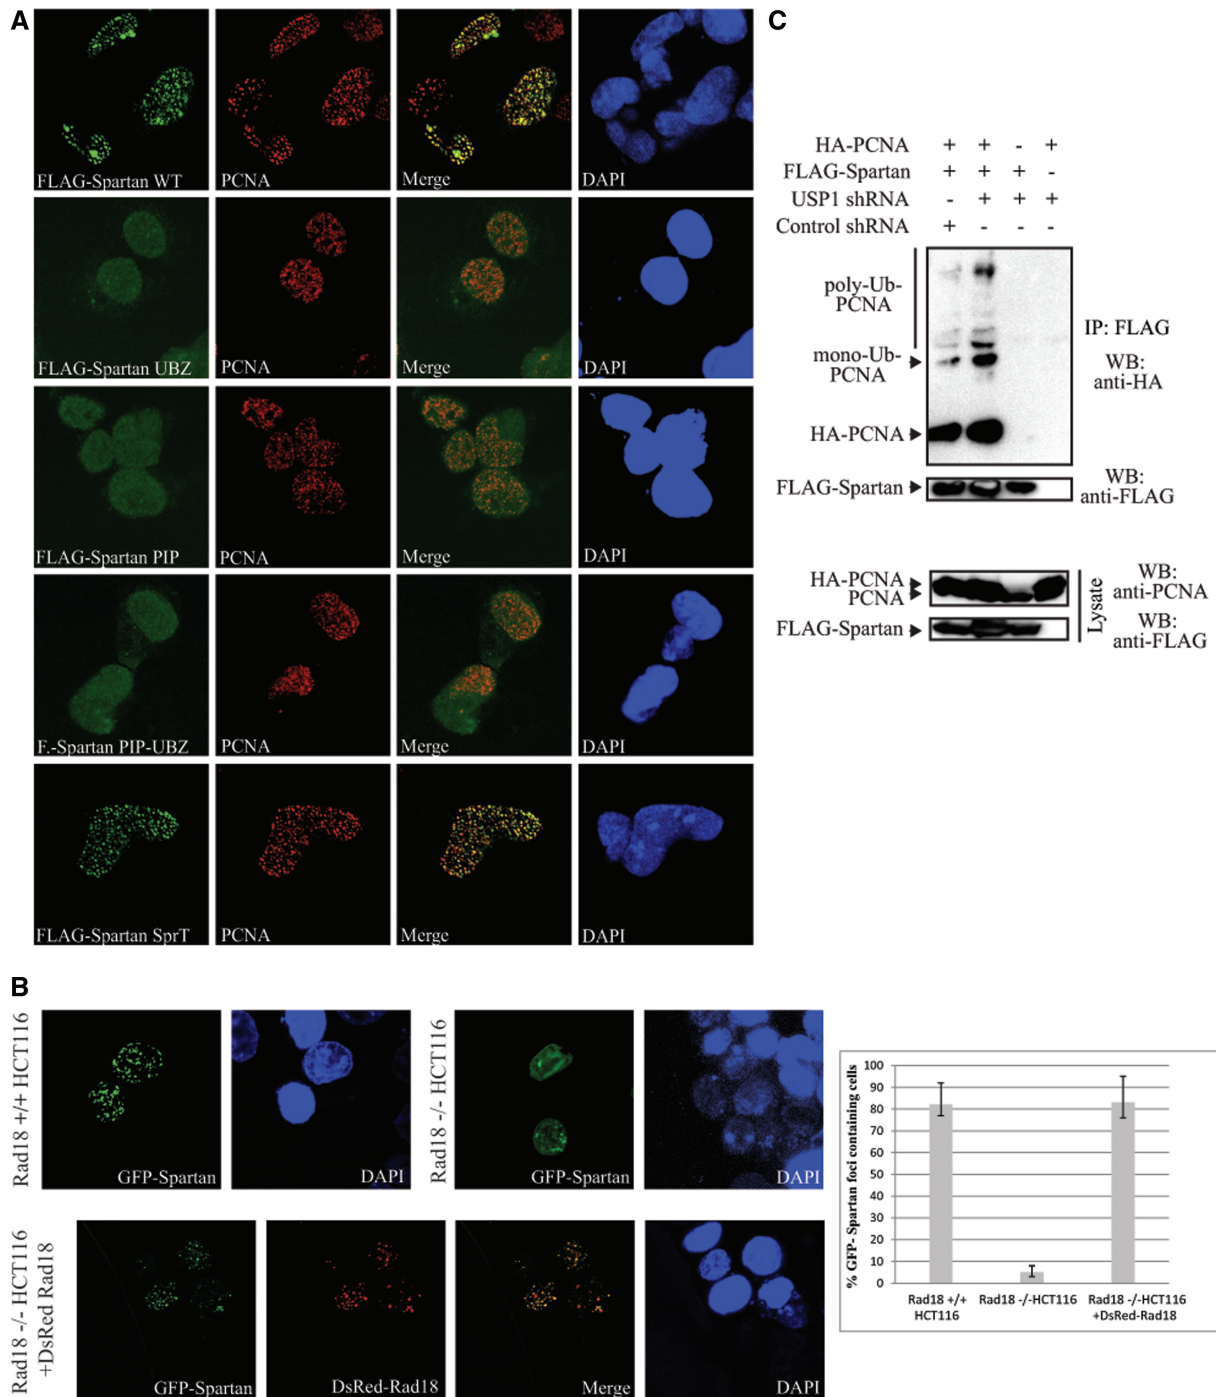 A
FLAG-Spartan WT
PCNA
Merge
DAPI
FLAG-Spartan UBZ
PCNA
Merge
DAPI
FLAG-Spartan PIP
PCNA
Merge
DAPI
F.-Spartan PIP-UBZ
PCNA
Merge
DAPI
FLAG-Spartan SprT
PCNA
Merge
DAPI
C
HA-PCNA + + - +
FLAG-Spartan + + + -
USP1 shRNA - + + +
Control shRNA + - - -
poly-Ub-
PCNA
mono-Ub-
PCNA
HA-PCNA
IP: FLAG
WB:
anti-HA
FLAG-Spartan
WB:
anti-FLAG
HA-PCNA
PCNA
FLAG-Spartan
Lysate
WB:
anti-PCNA
WB:
anti-FLAG
B
Rad18 +/+ HCT116
GFP-Spartan
DAPI
Rad18 -/- HCT116
GFP-Spartan
DAPI
Rad18 -/- HCT116
+DsRed Rad18
GFP-Spartan
DsRed-Rad18
Merge
DAPI
% GFP- Spartan foci containing cells
100
90
80
70
60
50
40
30
20
10
0
Rad18 +/+
HCT116
Rad18 -/-HCT116
Rad18 -/-HCT116
+DsRed-Rad18